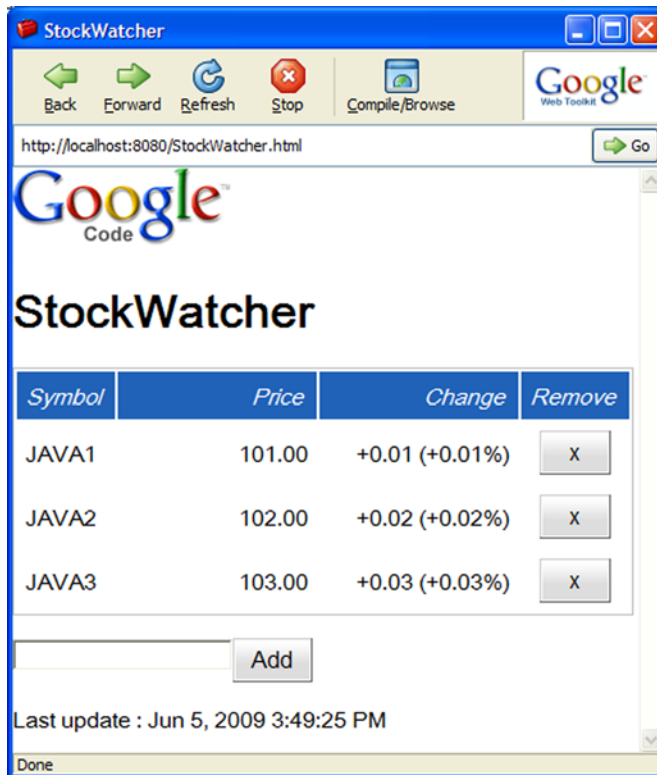 StockWatcher
Back Forward Refresh Stop Compile/Browse
Google
Web Toolkit
http://localhost:8080/StockWatcher.html Go
Google™
Code
StockWatcher
Symbol Price Change Remove
JAVA1 101.00 +0.01 (+0.01%) X
JAVA2 102.00 +0.02 (+0.02%) X
JAVA3 103.00 +0.03 (+0.03%) X
Add
Last update : Jun 5, 2009 3:49:25 PM
Done